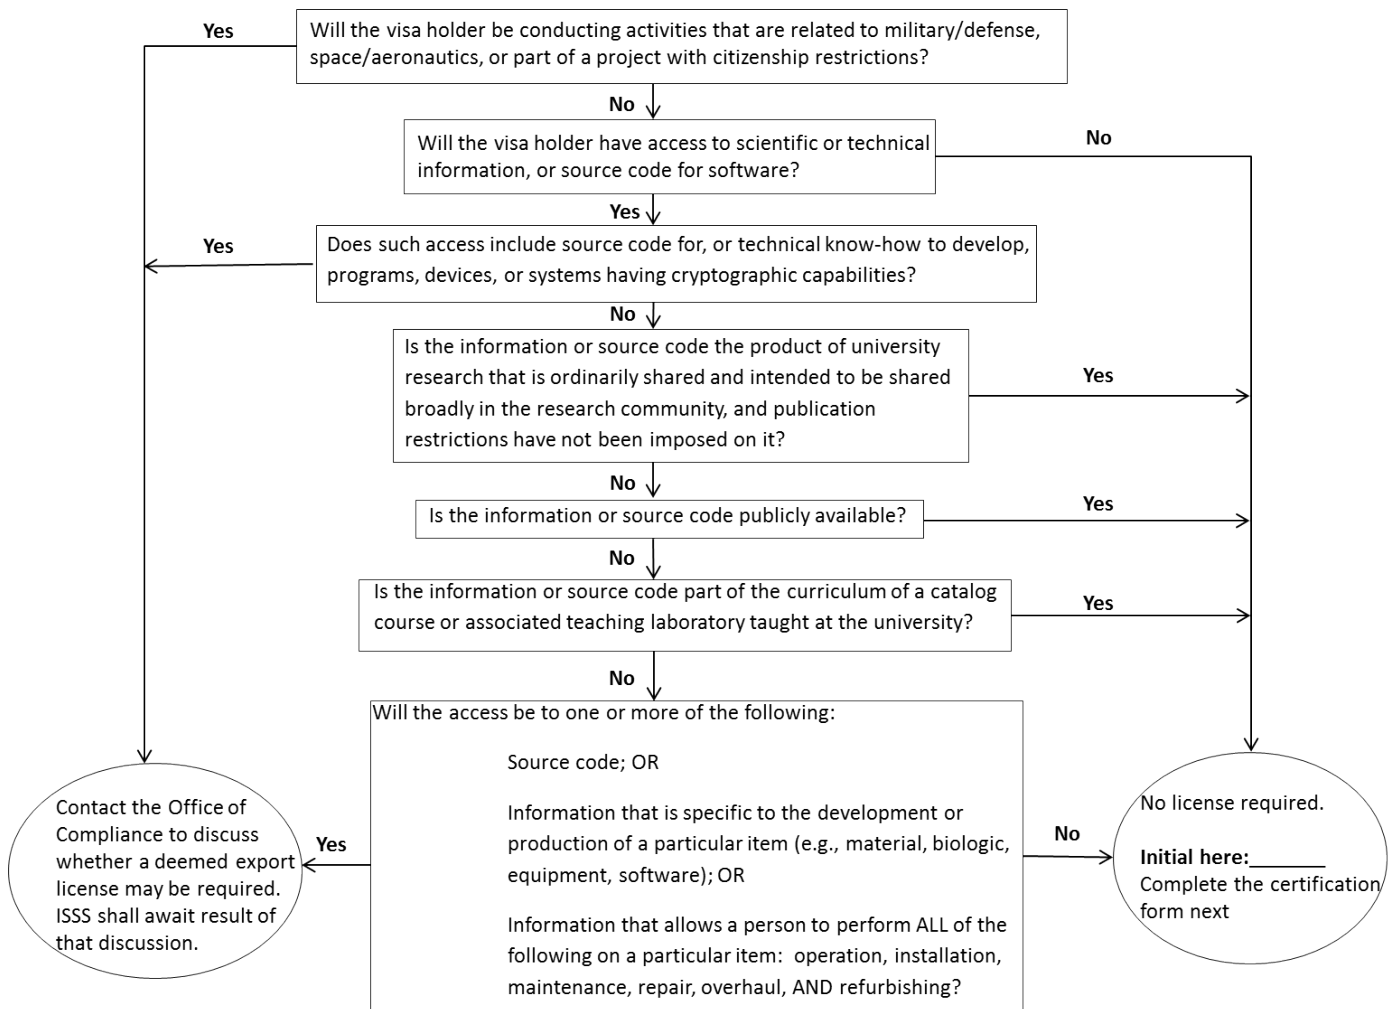 Yes
Will the visa holder be conducting activities that are related to military/defense,
space/aeronautics, or part of a project with citizenship restrictions?
No
Will the visa holder have access to scientific or technical
information, or source code for software?
No
Yes
Does such access include source code for, or technical know-how to develop,
programs, devices, or systems having cryptographic capabilities?
Yes
No
Is the information or source code the product of university
research that is ordinarily shared and intended to be shared
broadly in the research community, and publication
restrictions have not been imposed on it?
Yes
No
Is the information or source code publicly available?
Yes
No
Is the information or source code part of the curriculum of a catalog
course or associated teaching laboratory taught at the university?
Yes
No
Will the access be to one or more of the following:
Source code; OR
Information that is specific to the development or
production of a particular item (e.g., material, biologic,
equipment, software); OR
Information that allows a person to perform ALL of the
following on a particular item:  operation, installation,
maintenance, repair, overhaul, AND refurbishing?
Yes
Contact the Office of
Compliance to discuss
whether a deemed export
license may be required.
ISSS shall await result of
that discussion.
No
No license required.
Initial here:_______
Complete the certification
form next